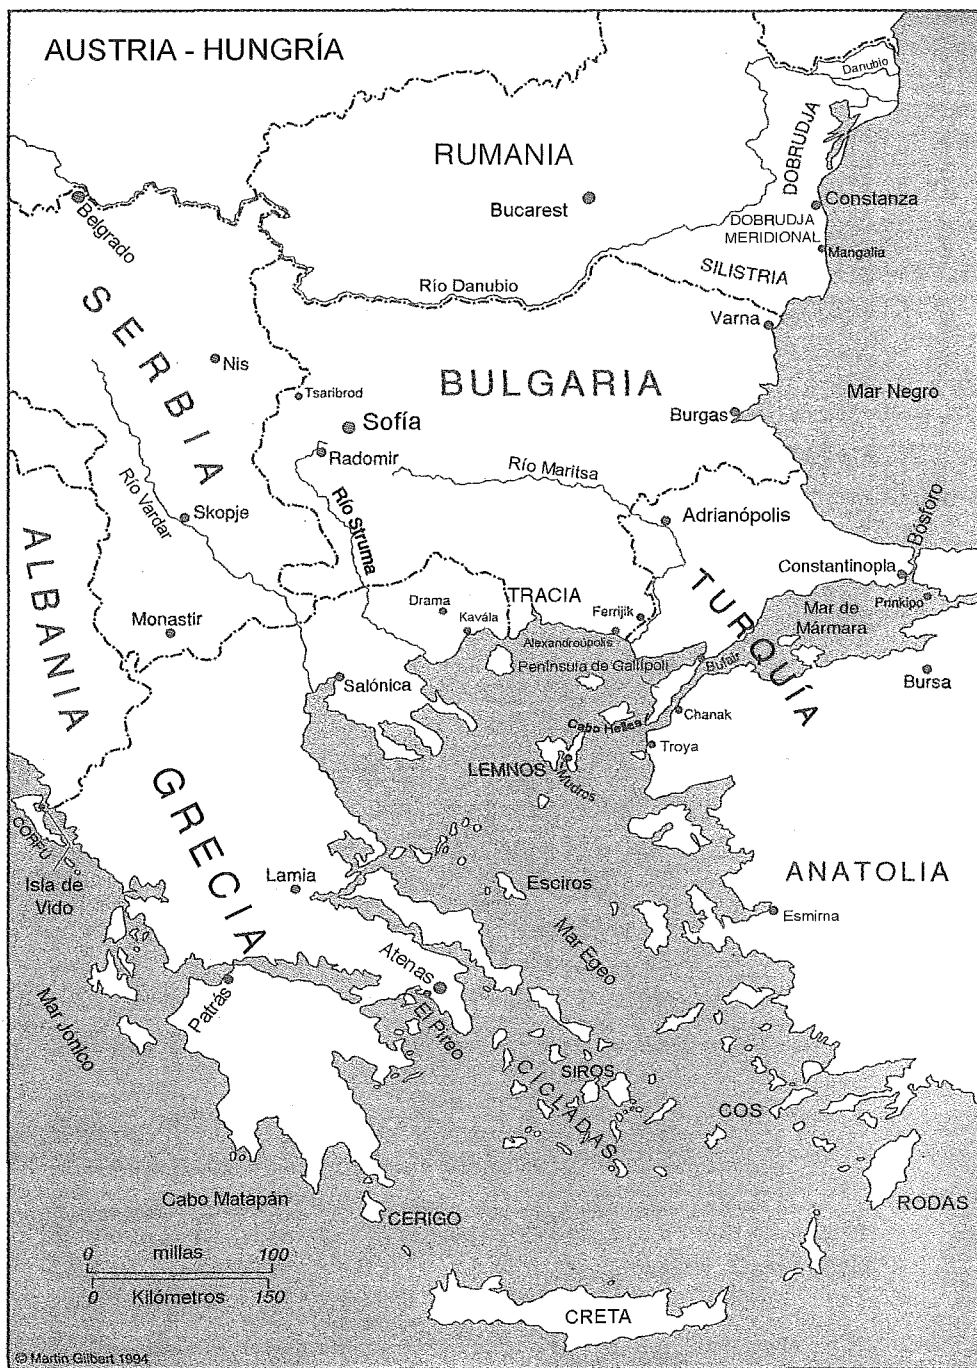 AUSTRIA - HUNGRÍA
Danubio
DOBRUDJA
RUMANIA
Bucarest
Constanza
DOBRUDJA
MERIDIONAL
Mangalia
SILISTRIA
Belgrado
Río Danubio
Varna
SERBIA
Nis
Tsaribrod
BULGARIA
Mar Negro
Sofía
Burgas
Radomir
Río Maritsa
Río Vardar
Río Struma
Skopje
Adrianópolis
Bósforo
ALBANIA
Constantinopla
Drama
TRACIA
Ferrijik
TURQUÍA
Prinkipo
Monastir
Kavála
Mar de
Mármara
Alexandroúpolis
Península de Gallípoli
Bulair
Salónica
Bursa
Chanak
Cabo Helles
Troya
LEMNOS
Mudros
GRECIA
CORFU
Isla de
Vido
Lamia
Esciros
ANATOLIA
Esmirna
Mar Egeo
Atenas
El Pireo
Patrás
Mar Jonico
SIROS
CICLADAS
COS
Cabo Matapán
CERIGO
RODAS
0 millas 100
0 Kilómetros 150
CRETA
© Martin Gilbert 1994